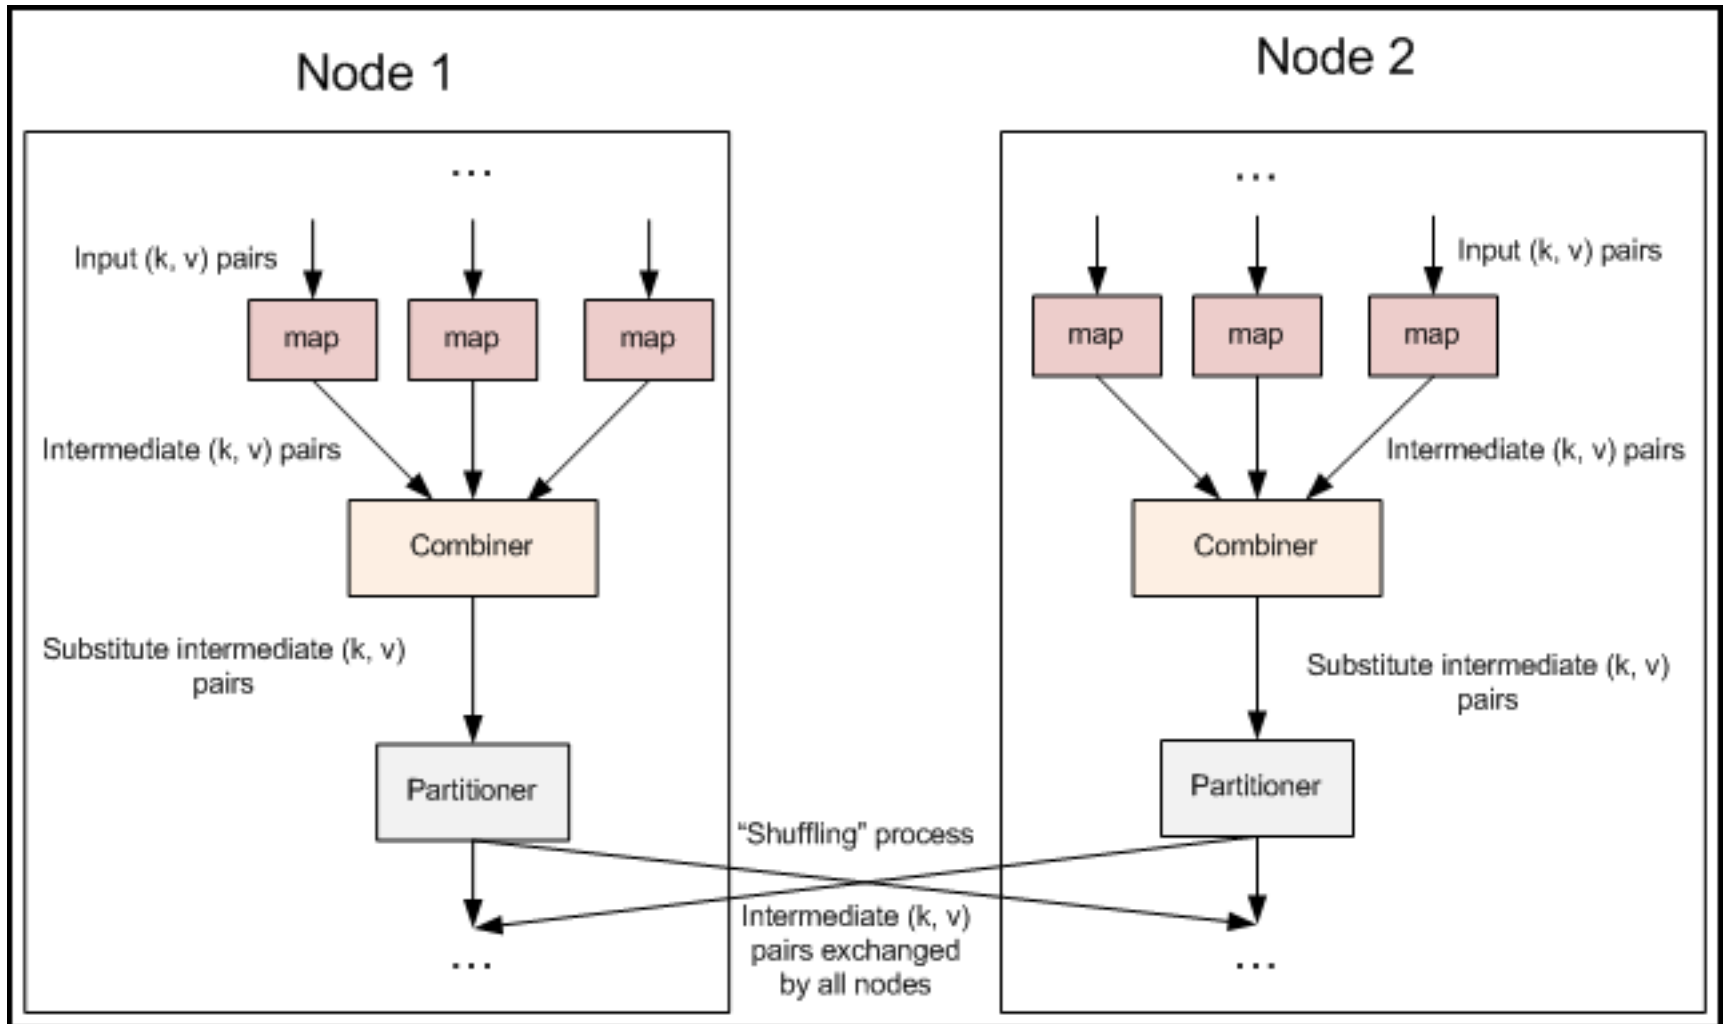 Node 1
Node 2
...
...
Input (k, v) pairs
Input (k, v) pairs
map
map
map
map
map
map
Intermediate (k, v) pairs
Intermediate (k, v) pairs
Combiner
Combiner
Substitute intermediate (k, v)
pairs
Substitute intermediate (k, v)
pairs
Partitioner
Partitioner
“Shuffling” process
Intermediate (k, v)
pairs exchanged
by all nodes
...
...